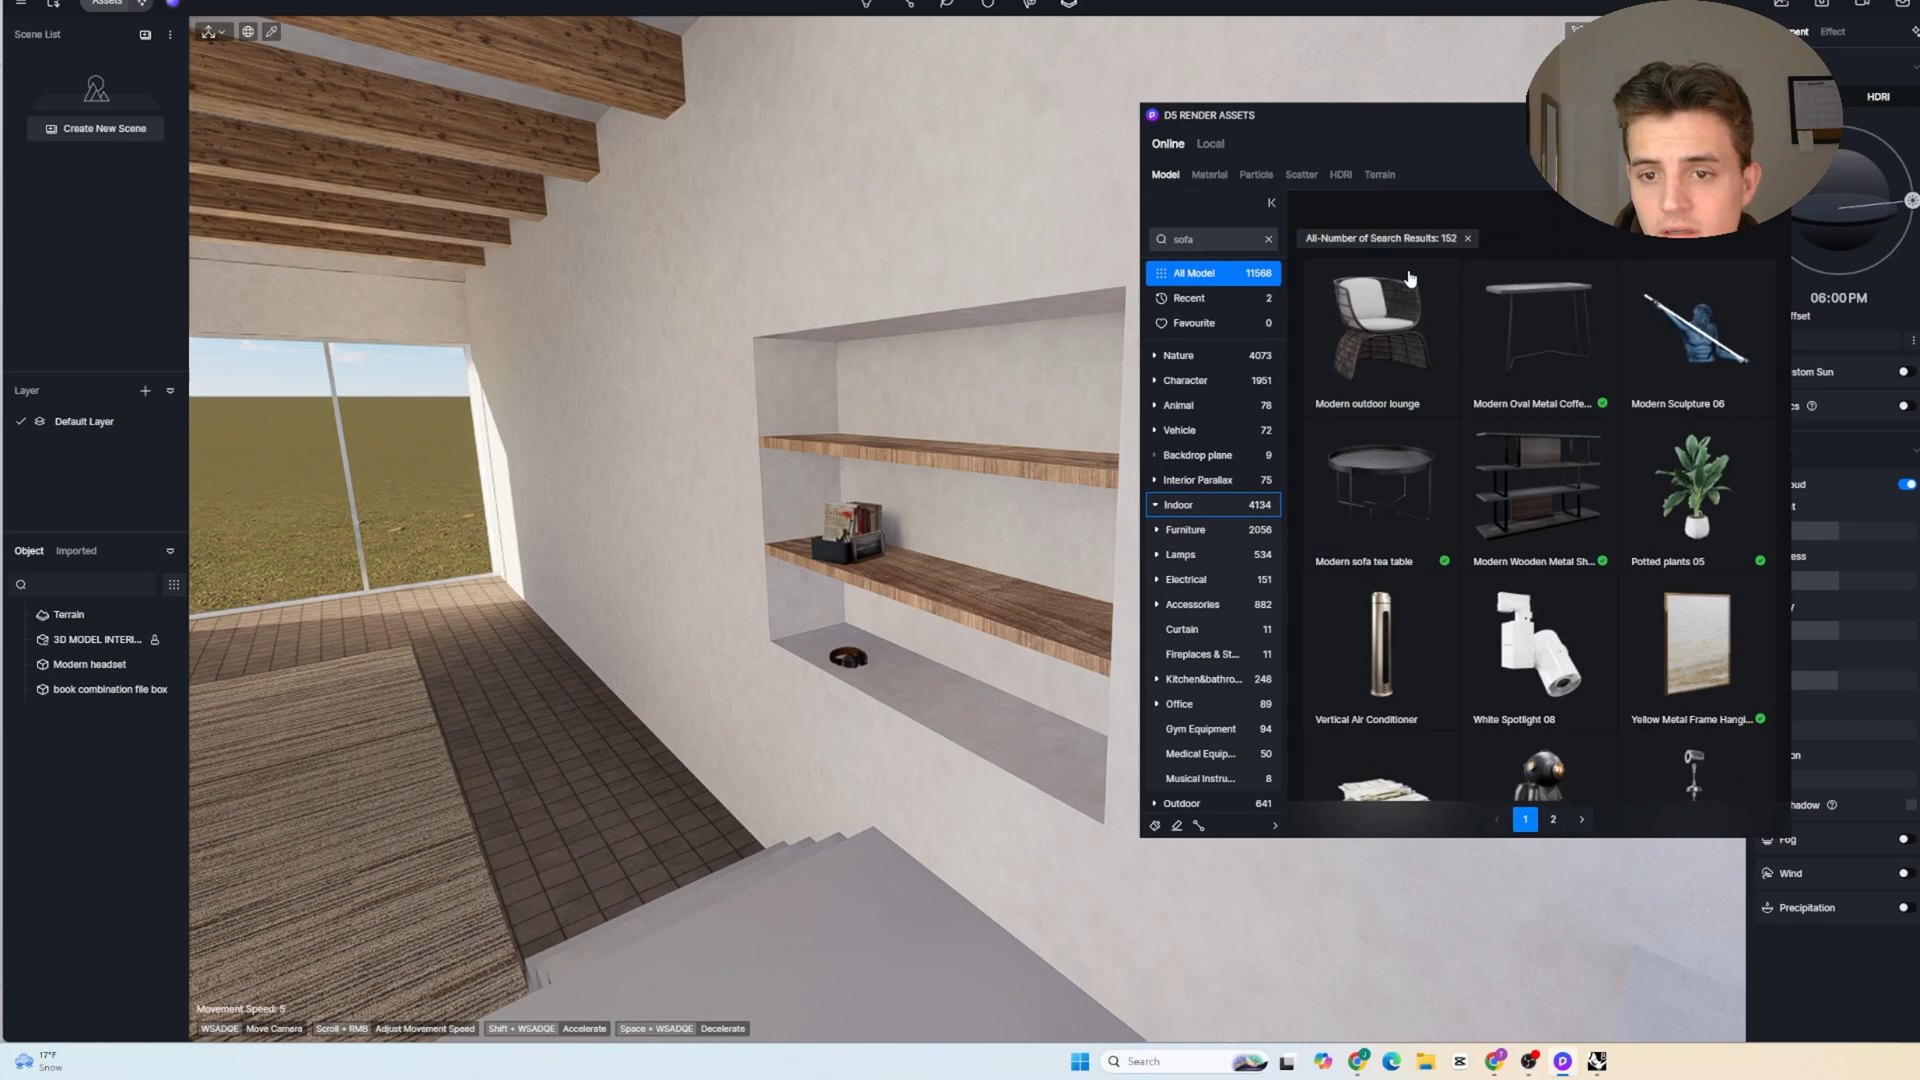 Assets
Scene List
Create New Scene
Layer
Default Layer
Object
Imported
Terrain
3D MODEL INTERI...
Modern headset
book combination file box
Movement Speed: 5
WSADQE
Move Camera
Scroll + RMB
Adjust Movement Speed
Shift + WSADQE
Accelerate
Space + WSADQE
Decelerate
D5 RENDER ASSETS
Online
Local
Model
Material
Particle
Scatter
HDRI
Terrain
sofa
All-Number of Search Results: 152
All Model 11568
Recent 2
Favourite 0
Nature 4073
Character 1951
Animal 78
Vehicle 72
Backdrop plane 9
Interior Parallax 75
Indoor 4134
Furniture 2056
Lamps 534
Electrical 151
Accessories 882
Curtain 11
Fireplaces & St... 11
Kitchen&bathro... 248
Office 89
Gym Equipment 94
Medical Equip... 50
Musical Instru... 8
Outdoor 641
Modern outdoor lounge
Modern Oval Metal Coffe...
Modern Sculpture 06
Modern sofa tea table
Modern Wooden Metal Sh...
Potted plants 05
Vertical Air Conditioner
White Spotlight 08
Yellow Metal Frame Hangi...
1
2
Effect
HDRI
06:00PM
ffset
stom Sun
oud
ess
hadow
Fog
Wind
Precipitation
17°F
Snow
Search